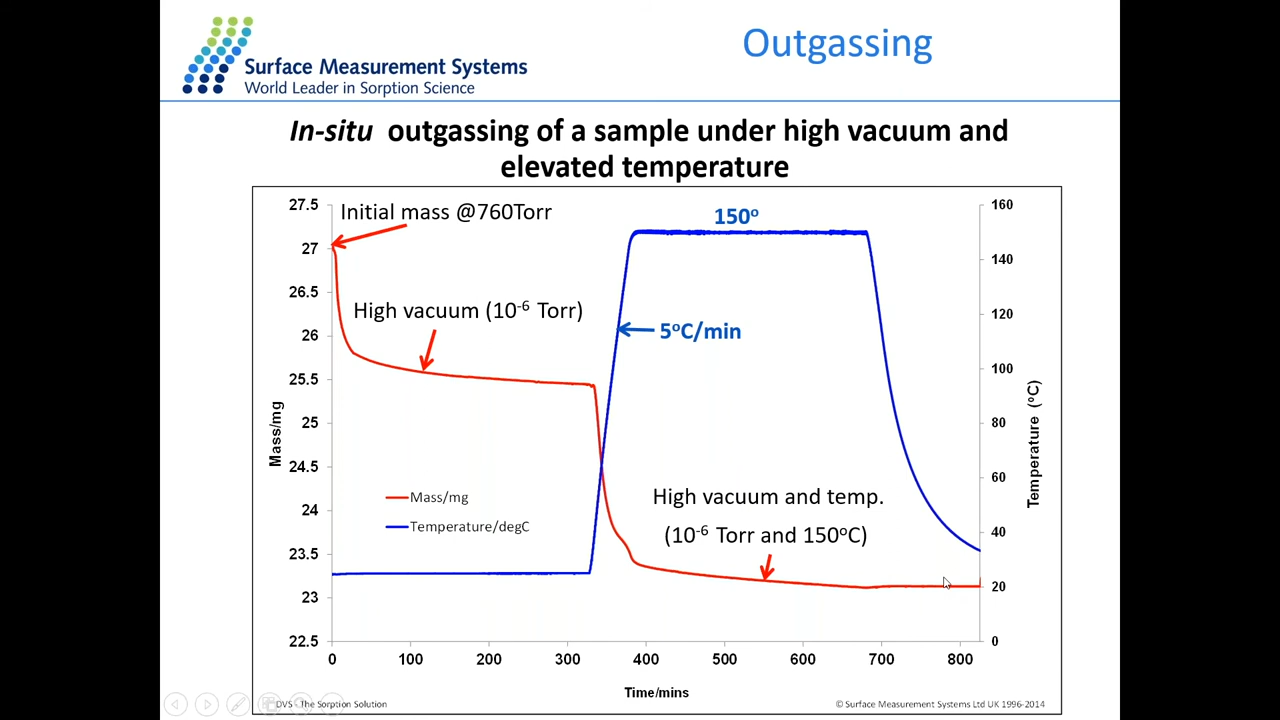 Surface Measurement Systems
World Leader in Sorption Science
Outgassing
In-situ outgassing of a sample under high vacuum and
elevated temperature
27.5
27
26.5
26
25.5
25
24.5
24
23.5
23
22.5
Mass/mg
Initial mass @760Torr
High vacuum (10-6 Torr)
150o
5oC/min
Mass/mg
Temperature/degC
High vacuum and temp.
(10-6 Torr and 150oC)
160
140
120
100
80
60
40
20
0
Temperature (oC)
0 100 200 300 400 500 600 700 800
Time/mins
DVS - The Sorption Solution
© Surface Measurement Systems Ltd UK 1996-2014